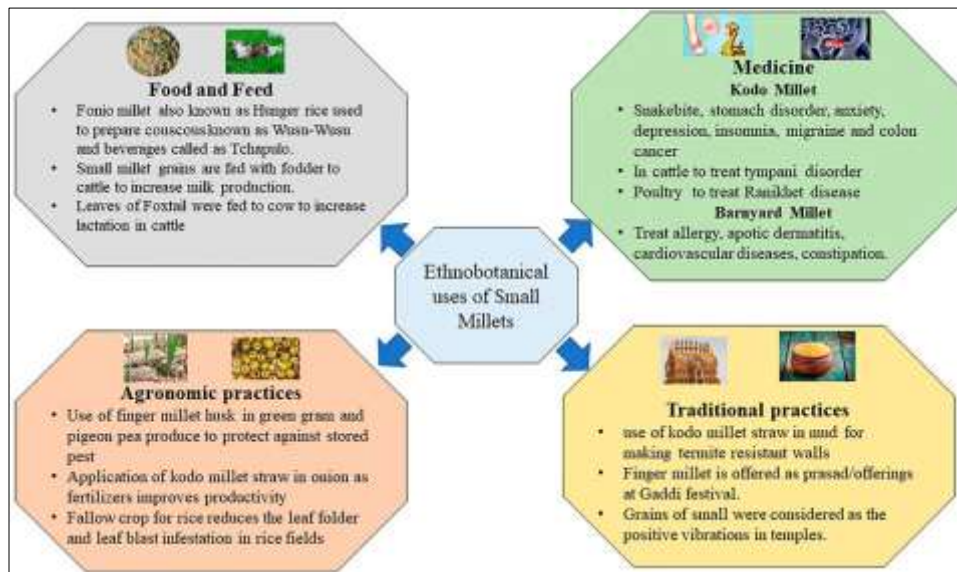 Food and Feed
• Fonio millet also known as Hunger rice used
to prepare couscous known as Wusu-Wusu
and beverages called as Tchapulo.
• Small millet grains are fed with fodder to
cattle to increase milk production.
• Leaves of Foxtail were fed to cow to increase
lactation in cattle
Medicine
Kodo Millet
• Snakebite, stomach disorder, anxiety,
depression, insomnia, migraine and colon
cancer
• In cattle to treat tympani disorder
• Poultry to treat Ranikhet disease
Barnyard Millet
• Treat allergy, apotic dermatitis,
cardiovascular diseases, constipation.
Ethnobotanical
uses of Small
Millets
Agronomic practices
• Use of finger millet husk in green gram and
pigeon pea produce to protect against stored
pest
• Application of kodo millet straw in onion as
fertilizers improves productivity
• Fallow crop for rice reduces the leaf folder
and leaf blast infestation in rice fields
Traditional practices
• use of kodo millet straw in mud for
making termite resistant walls
• Finger millet is offered as prasad/offerings
at Gaddi festival.
• Grains of small were considered as the
positive vibrations in temples.